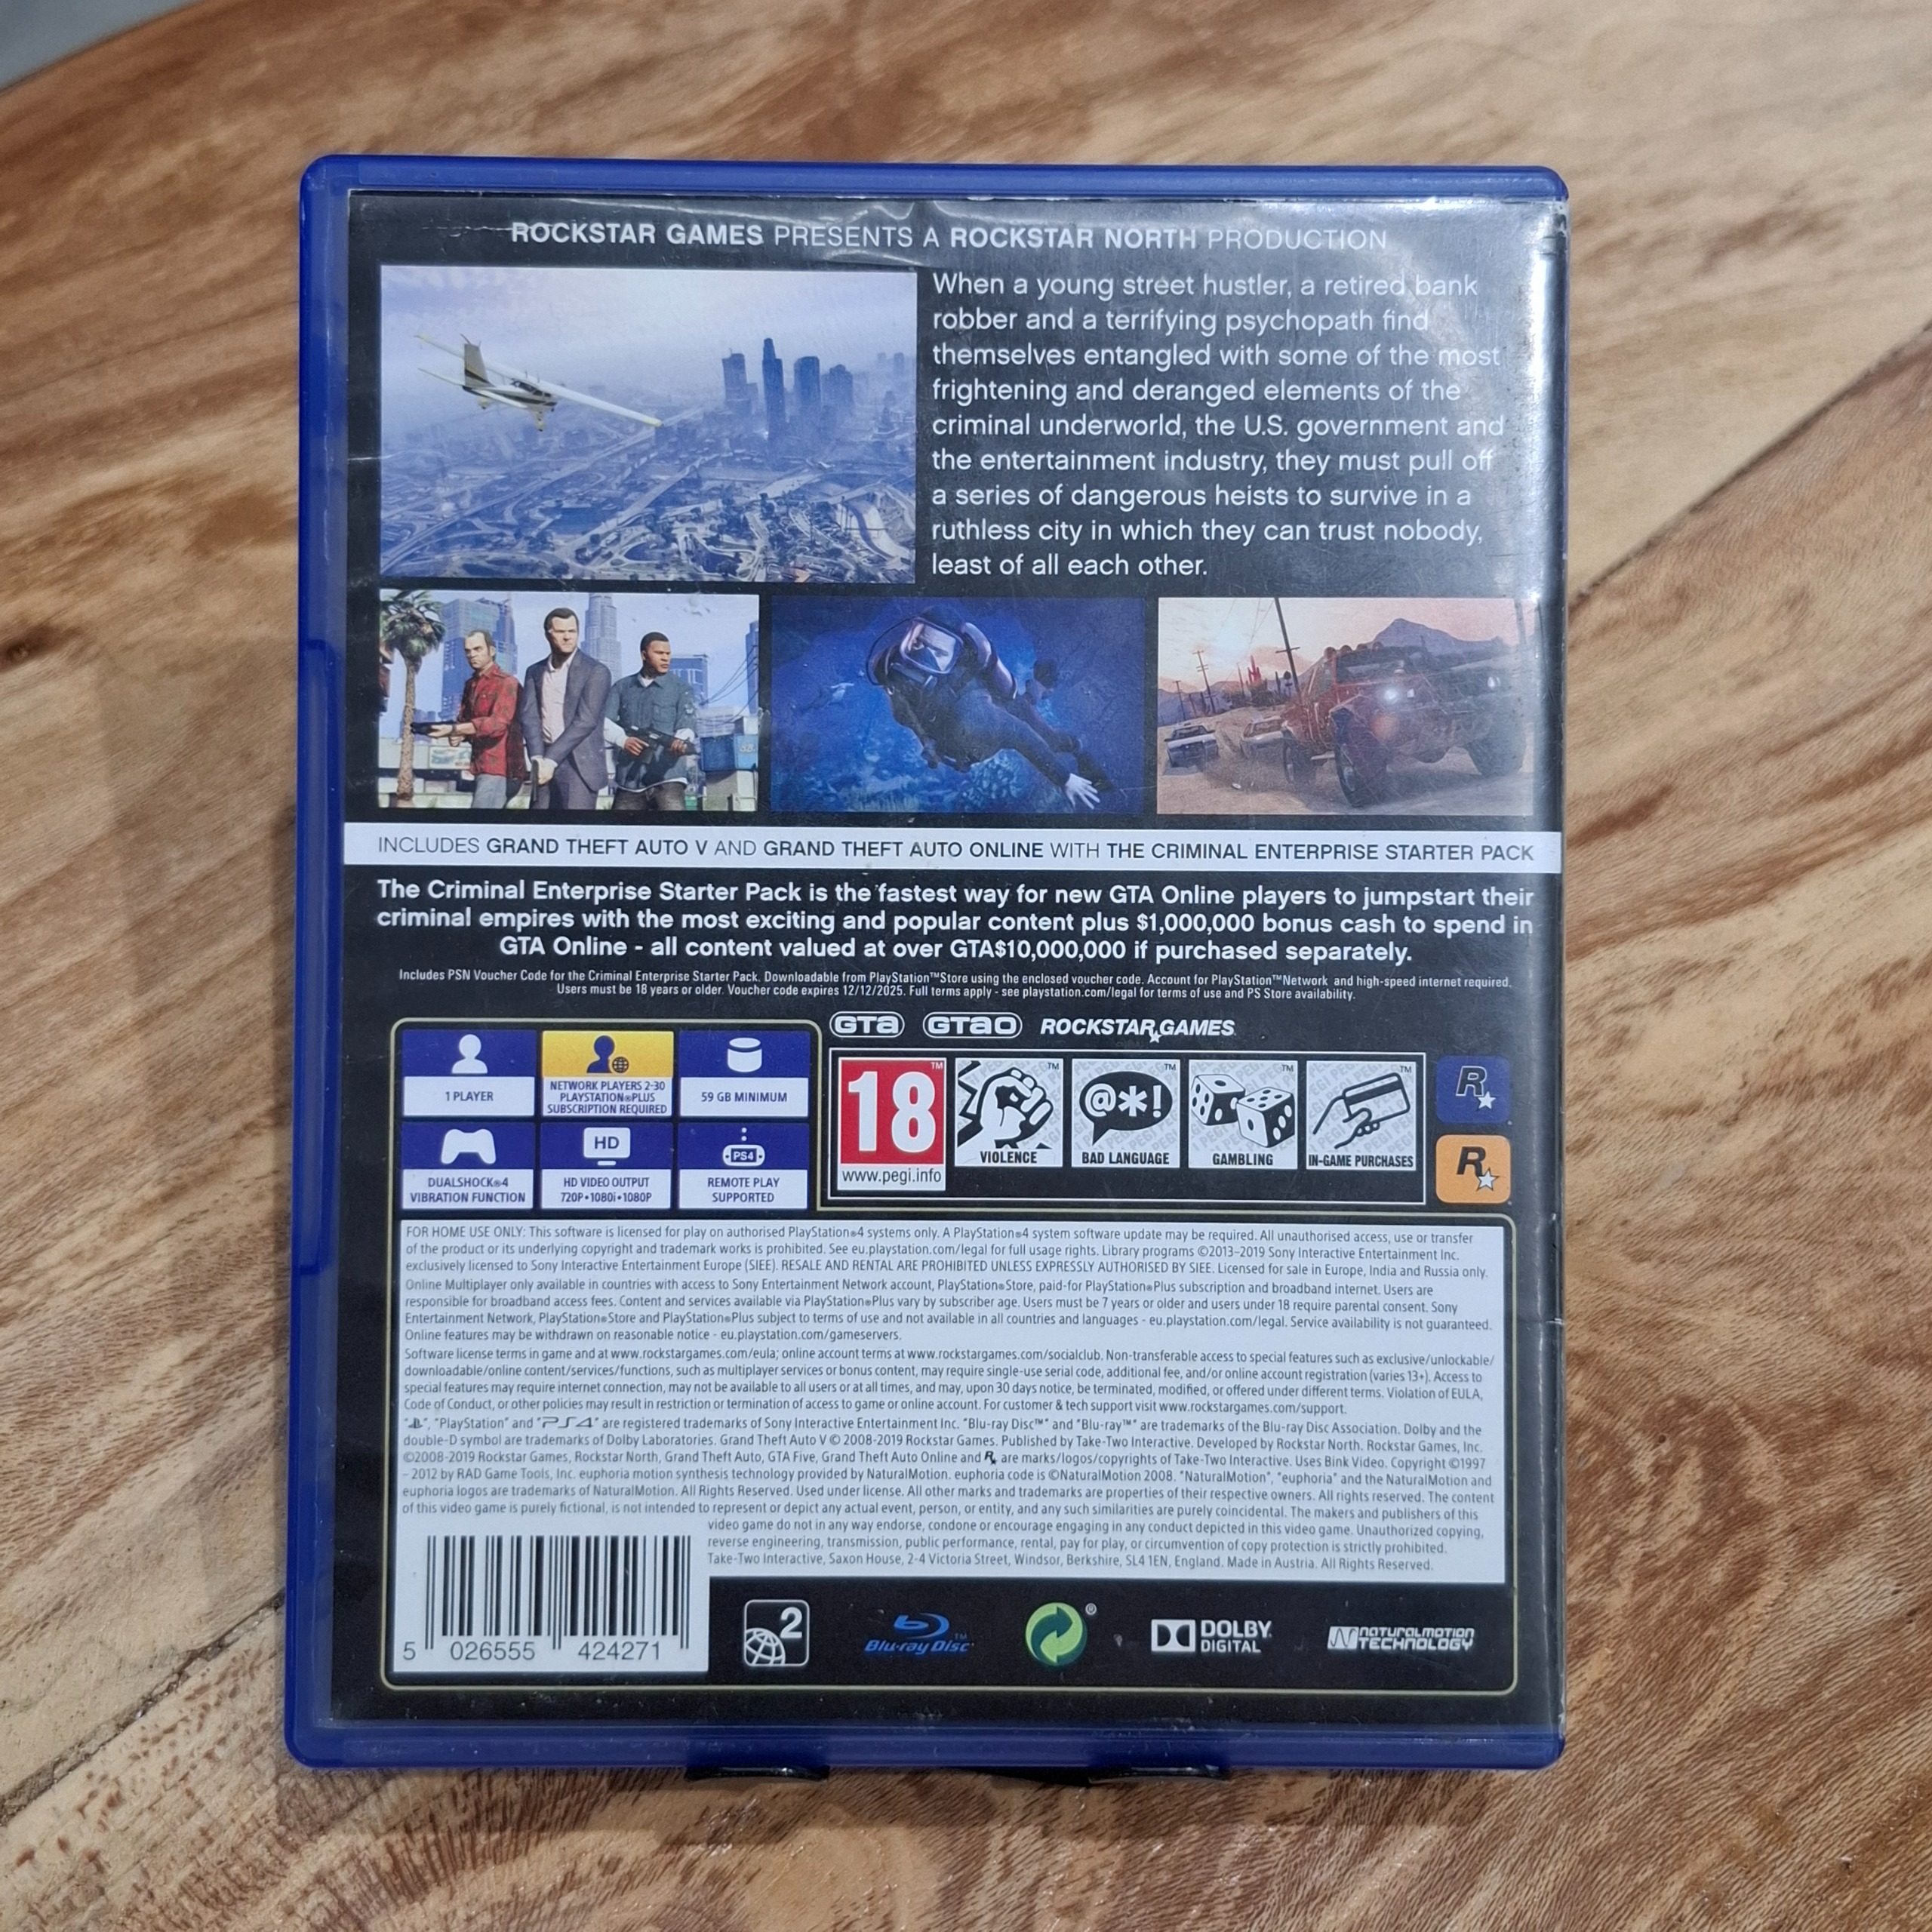 ROCKSTAR GAMES PRESENTS A ROCKSTAR NORTH PRODUCTION
When a young street hustler, a retired bank
robber and a terrifying psychopath find
themselves entangled with some of the most
frightening and deranged elements of the
criminal underworld, the U.S. government and
the entertainment industry, they must pull off
a series of dangerous heists to survive in a
ruthless city in which they can trust nobody,
least of all each other.
INCLUDES GRAND THEFT AUTO V AND GRAND THEFT AUTO ONLINE WITH THE CRIMINAL ENTERPRISE STARTER PACK
The Criminal Enterprise Starter Pack is the fastest way for new GTA Online players to jumpstart their
criminal empires with the most exciting and popular content plus $1,000,000 bonus cash to spend in
GTA Online - all content valued at over GTA$10,000,000 if purchased separately.
Includes PSN Voucher Code for the Criminal Enterprise Starter Pack. Downloadable from PlayStation™Store using the enclosed voucher code. Account for PlayStation™Network and high-speed internet required.
Users must be 18 years or older. Voucher code expires 12/12/2025. Full terms apply - see playstation.com/legal for terms of use and PS Store availability.
GTA GTAO ROCKSTAR GAMES
1 PLAYER
NETWORK PLAYERS 2-30
PLAYSTATION®PLUS
SUBSCRIPTION REQUIRED
59 GB MINIMUM
DUALSHOCK®4
VIBRATION FUNCTION
HD
HD VIDEO OUTPUT
720P•1080i•1080P
PS4
REMOTE PLAY
SUPPORTED
18
www.pegi.info
VIOLENCE
@*!
BAD LANGUAGE
GAMBLING
IN-GAME PURCHASES
R
R
FOR HOME USE ONLY: This software is licensed for play on authorised PlayStation®4 systems only. A PlayStation®4 system software update may be required. All unauthorised access, use or transfer
of the product or its underlying copyright and trademark works is prohibited. See eu.playstation.com/legal for full usage rights. Library programs ©2013-2019 Sony Interactive Entertainment Inc.
exclusively licensed to Sony Interactive Entertainment Europe (SIEE). RESALE AND RENTAL ARE PROHIBITED UNLESS EXPRESSLY AUTHORISED BY SIEE. Licensed for sale in Europe, India and Russia only.
Online Multiplayer only available in countries with access to Sony Entertainment Network account, PlayStation®Store, paid-for PlayStation®Plus subscription and broadband internet. Users are
responsible for broadband access fees. Content and services available via PlayStation®Plus vary by subscriber age. Users must be 7 years or older and users under 18 require parental consent. Sony
Entertainment Network, PlayStation®Store and PlayStation®Plus subject to terms of use and not available in all countries and languages - eu.playstation.com/legal. Service availability is not guaranteed.
Online features may be withdrawn on reasonable notice - eu.playstation.com/gameservers.
Software license terms in game and at www.rockstargames.com/eula; online account terms at www.rockstargames.com/socialclub. Non-transferable access to special features such as exclusive/unlockable/
downloadable/online content/services/functions, such as multiplayer services or bonus content, may require single-use serial code, additional fee, and/or online account registration (varies 13+). Access to
special features may require internet connection, may not be available to all users or at all times, and may, upon 30 days notice, be terminated, modified, or offered under different terms. Violation of EULA,
Code of Conduct, or other policies may result in restriction or termination of access to game or online account. For customer & tech support visit www.rockstargames.com/support.
"", "PlayStation" and "PS4" are registered trademarks of Sony Interactive Entertainment Inc. "Blu-ray Disc™" and "Blu-ray™" are trademarks of the Blu-ray Disc Association. Dolby and the
double-D symbol are trademarks of Dolby Laboratories. Grand Theft Auto V © 2008-2019 Rockstar Games. Published by Take-Two Interactive. Developed by Rockstar North. Rockstar Games, Inc.
©2008-2019 Rockstar Games, Rockstar North, Grand Theft Auto, GTA Five, Grand Theft Auto Online and R are marks/logos/copyrights of Take-Two Interactive. Uses Bink Video. Copyright ©1997
- 2012 by RAD Game Tools, Inc. euphoria motion synthesis technology provided by NaturalMotion. euphoria code is ©NaturalMotion 2008. "NaturalMotion", "euphoria" and the NaturalMotion and
euphoria logos are trademarks of NaturalMotion. All Rights Reserved. Used under license. All other marks and trademarks are properties of their respective owners. All rights reserved. The content
of this video game is purely fictional, is not intended to represent or depict any actual event, person, or entity, and any such similarities are purely coincidental. The makers and publishers of this
video game do not in any way endorse, condone or encourage engaging in any conduct depicted in this video game. Unauthorized copying,
reverse engineering, transmission, public performance, rental, pay for play, or circumvention of copy protection is strictly prohibited.
Take-Two Interactive, Saxon House, 2-4 Victoria Street, Windsor, Berkshire, SL4 1EN, England. Made in Austria. All Rights Reserved.
5 026555 424271
2
Blu-ray Disc™
®
DOLBY
DIGITAL
NATURALMOTION
TECHNOLOGY